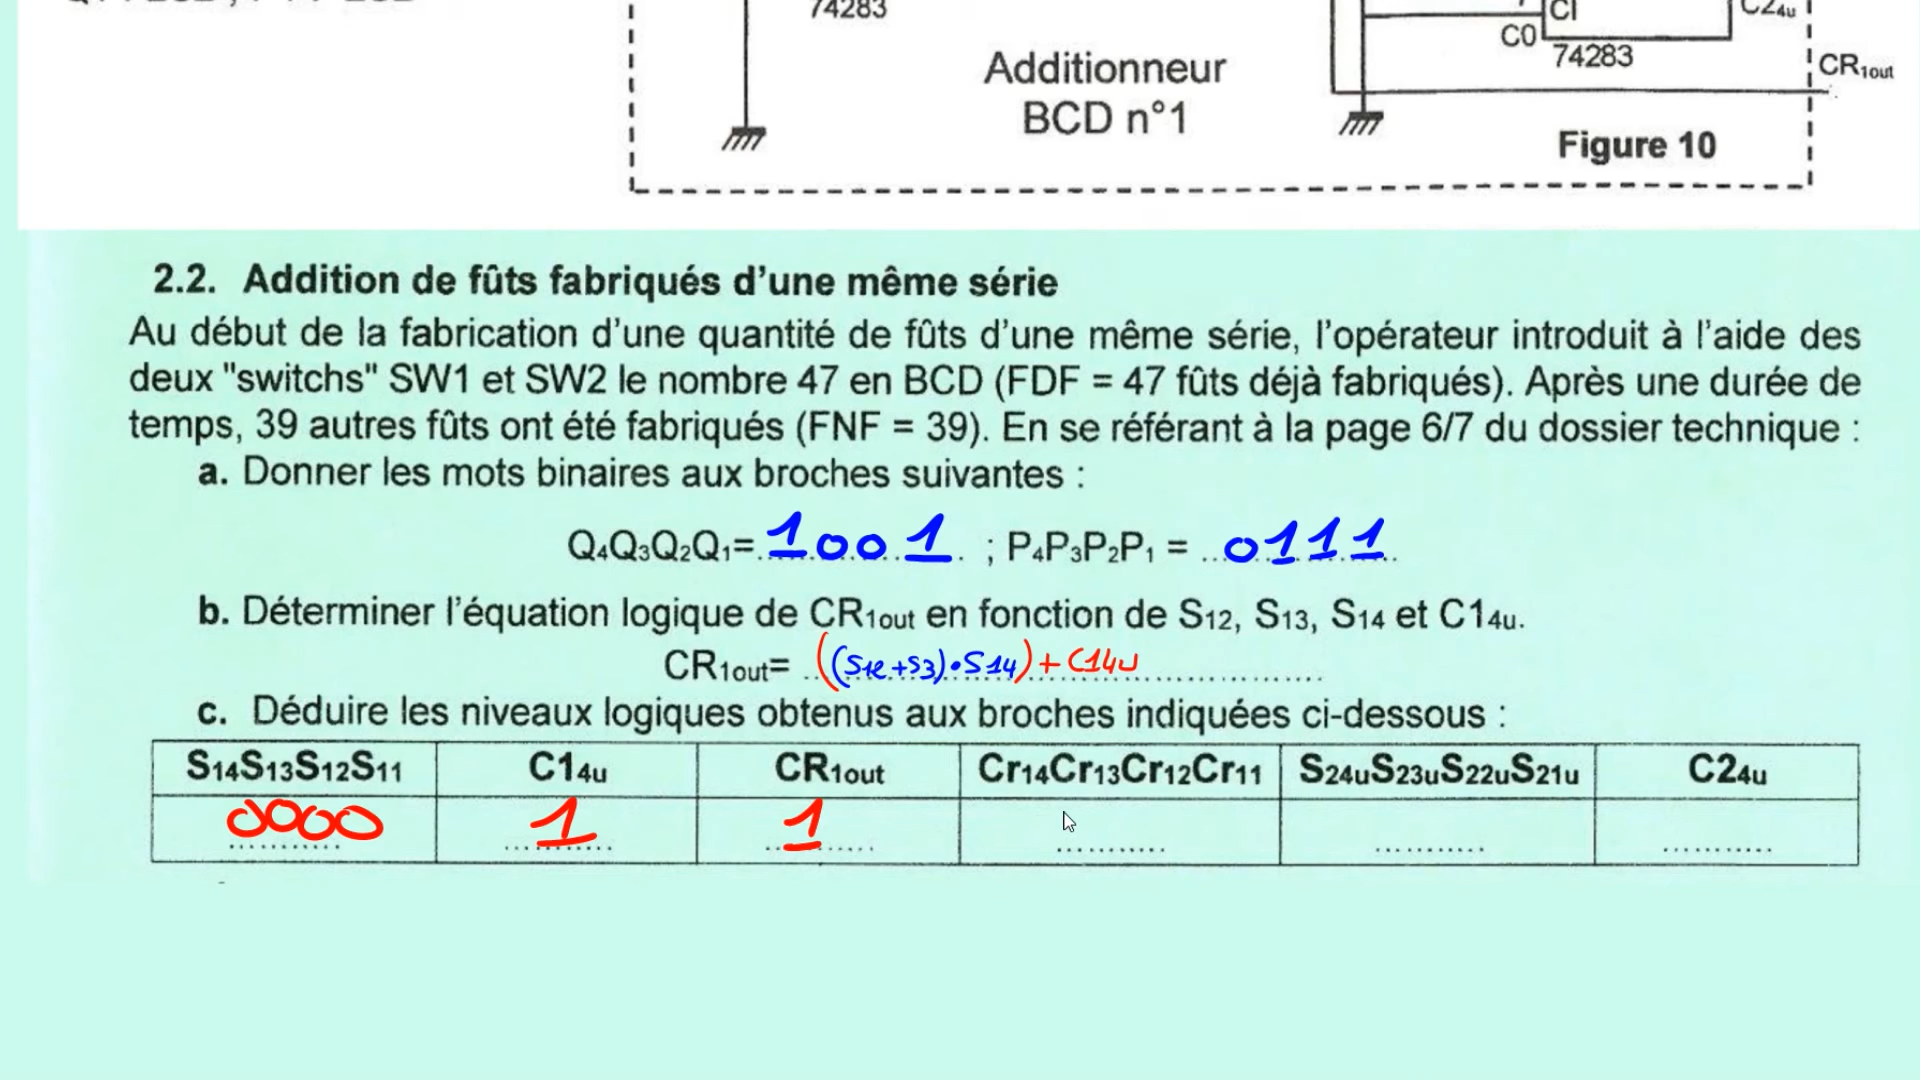 74283
Additionneur
BCD n°1
CI
C24u
C0
74283
CR1out
Figure 10
2.2. Addition de fûts fabriqués d'une même série
Au début de la fabrication d'une quantité de fûts d'une même série, l'opérateur introduit à l'aide des
deux "switchs" SW1 et SW2 le nombre 47 en BCD (FDF = 47 fûts déjà fabriqués). Après une durée de
temps, 39 autres fûts ont été fabriqués (FNF = 39). En se référant à la page 6/7 du dossier technique :
a. Donner les mots binaires aux broches suivantes :
Q4Q3Q2Q1= 1001 ; P4P3P2P1 = 0111
b. Déterminer l'équation logique de CR1out en fonction de S12, S13, S14 et C14u.
CR1out= ((S12+S3)•S14)+C14u
c. Déduire les niveaux logiques obtenus aux broches indiquées ci-dessous :
S14S13S12S11 C14u CR1out Cr14Cr13Cr12Cr11 S24uS23uS22uS21u C24u
0000 1 1